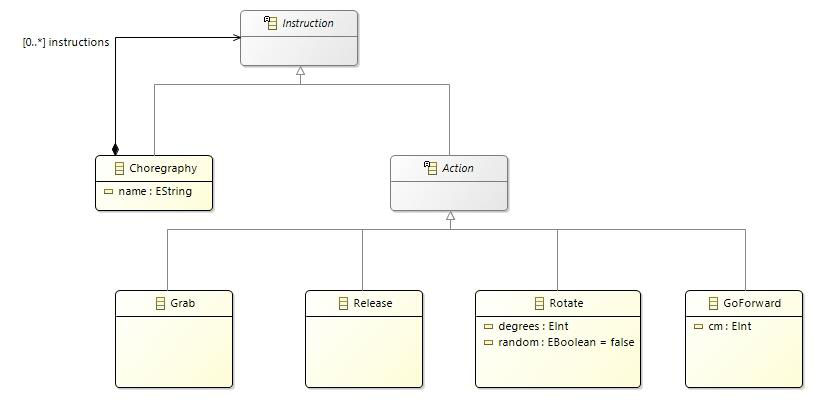 Instruction
[0..*] instructions
Choregraphy
name : EString
Action
Grab
Release
Rotate
degrees : EInt
random : EBoolean = false
GoForward
cm : EInt